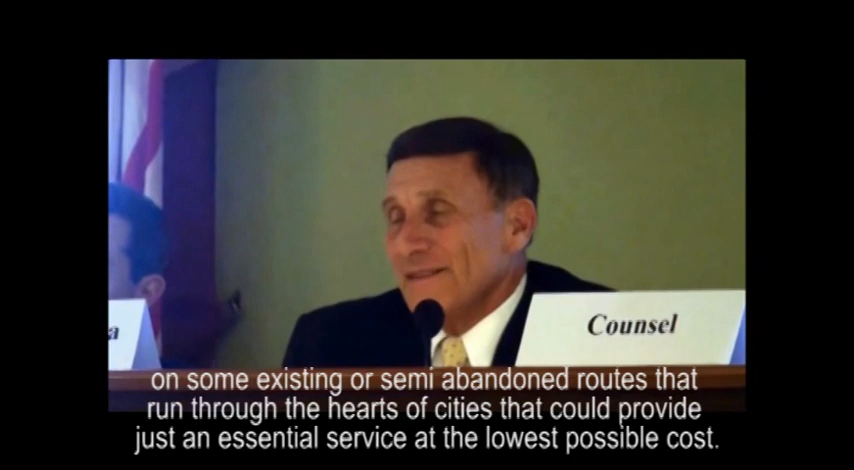 a
Counsel
on some existing or semi abandoned routes that
run through the hearts of cities that could provide
just an essential service at the lowest possible cost.